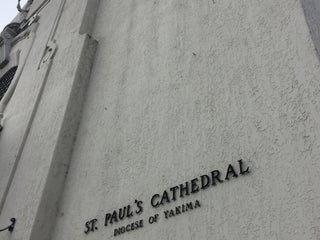 ST. PAUL'S CATHEDRAL
DIOCESE OF YAKIMA